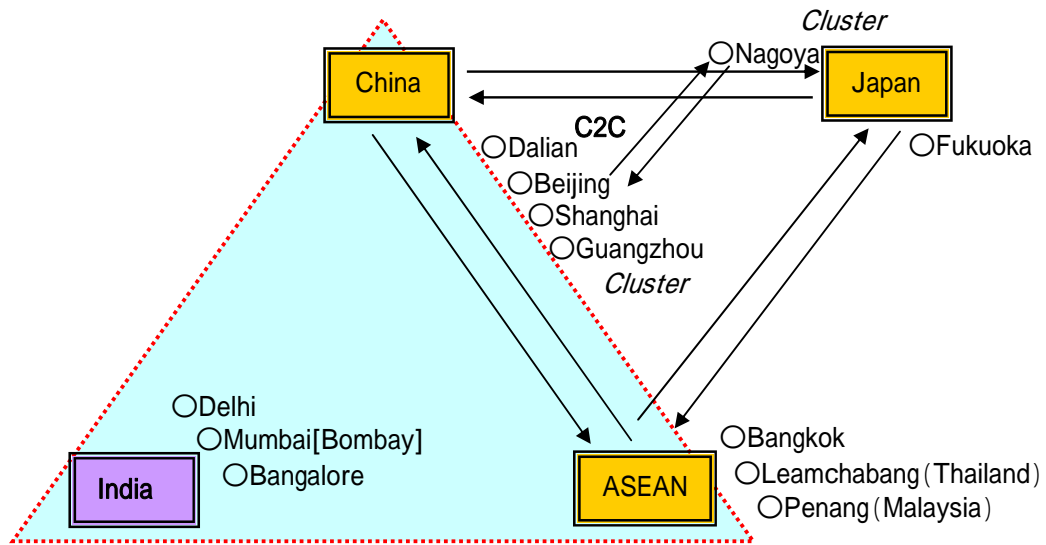 Cluster
○Nagoya
China
Japan
C2C
○Dalian
○Fukuoka
○Beijing
○Shanghai
○Guangzhou
Cluster
○Delhi
○Mumbai[Bombay]
○Bangalore
India
ASEAN
○Bangkok
○Leamchabang(Thailand)
○Penang(Malaysia)